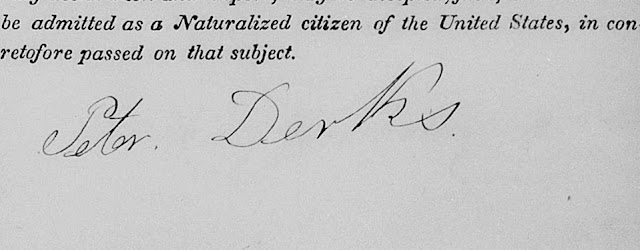 be admitted as a Naturalized citizen of the United States, in con-
retofore passed on that subject.
Peter. Derks.